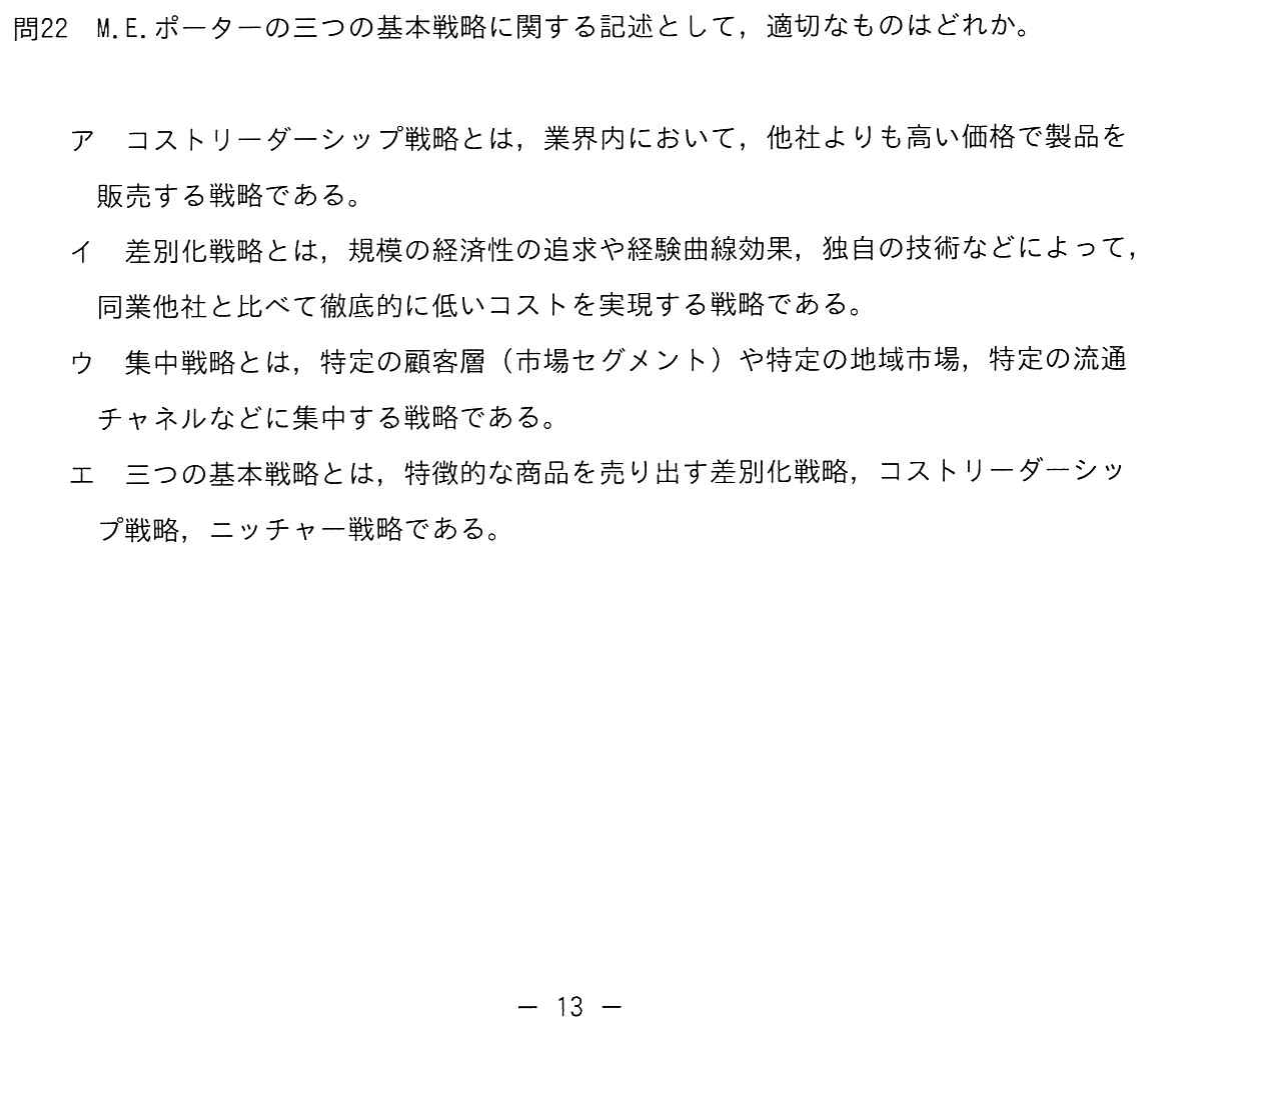 問22　M.E.ポーターの三つの基本戦略に関する記述として，適切なものはどれか。
ア　コストリーダーシップ戦略とは，業界内において，他社よりも高い価格で製品を
販売する戦略である。
イ　差別化戦略とは，規模の経済性の追求や経験曲線効果，独自の技術などによって，
同業他社と比べて徹底的に低いコストを実現する戦略である。
ウ　集中戦略とは，特定の顧客層（市場セグメント）や特定の地域市場，特定の流通
チャネルなどに集中する戦略である。
エ　三つの基本戦略とは，特徴的な商品を売り出す差別化戦略，コストリーダーシッ
プ戦略，ニッチャー戦略である。
－ 13 －